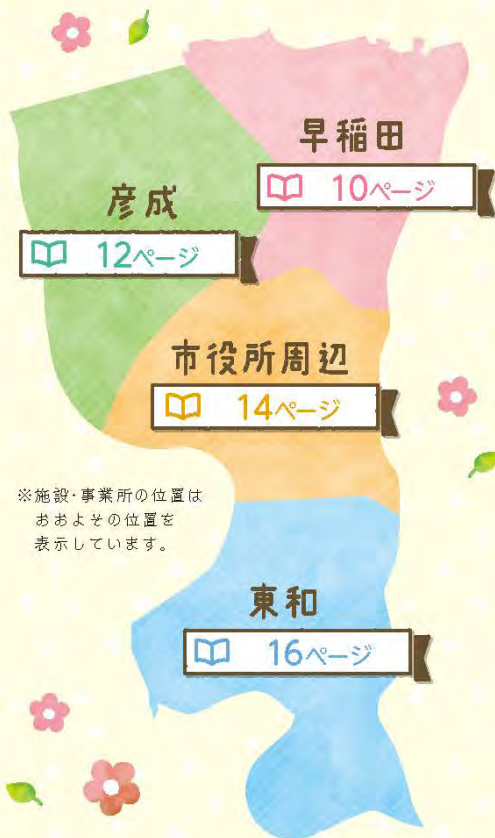 早稲田
10ページ
彦成
12ページ
市役所周辺
14ページ
※施設・事業所の位置は
おおよその位置を
表示しています。
東和
16ページ